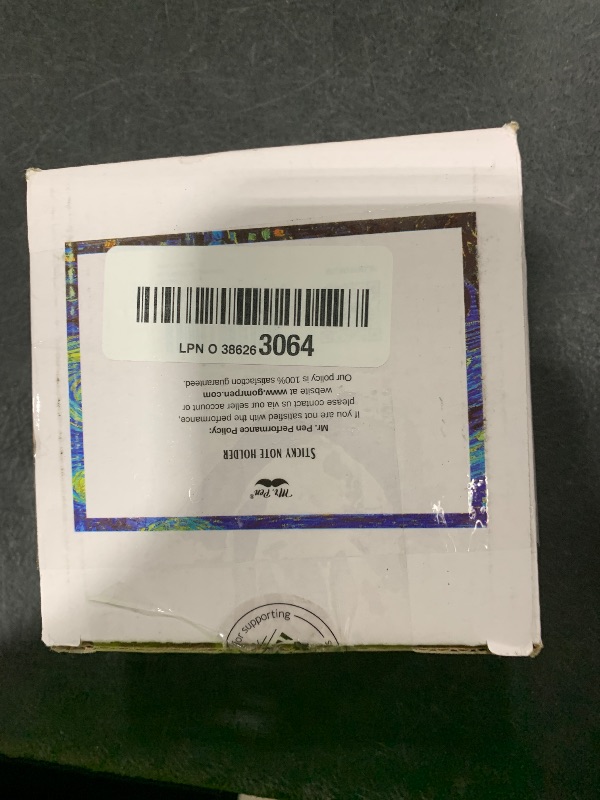 LPN O 38626 3064
Mr. Pen®
STICKY NOTE HOLDER
Mr. Pen Performance Policy:
If you are not satisfied with the performance,
please contact us via our seller account or
website at www.gomrpen.com
Our policy is 100% satisfaction guaranteed.
for supporting